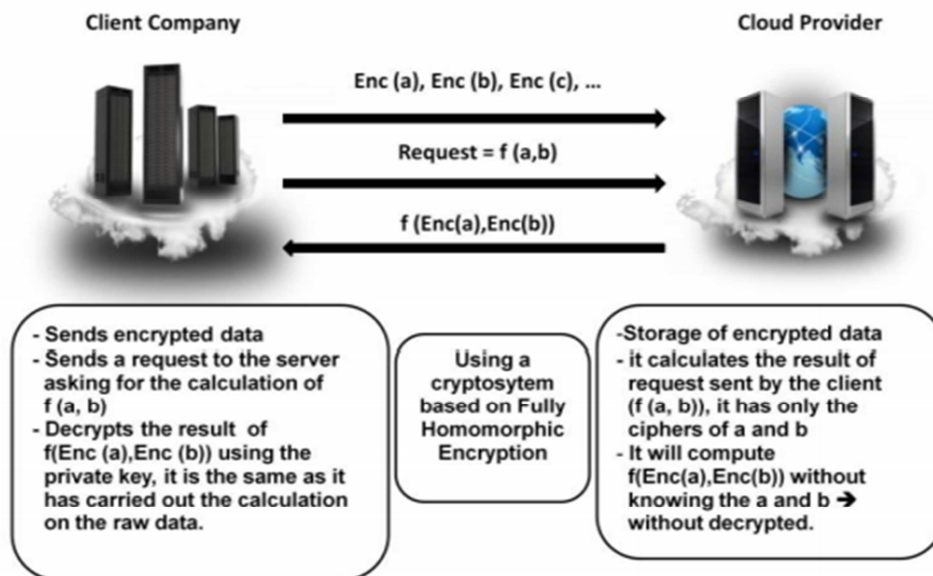 Client Company
Cloud Provider
Enc (a), Enc (b), Enc (c), ...
Request = f (a,b)
f (Enc(a),Enc(b))
- Sends encrypted data
- Sends a request to the server
asking for the calculation of
f (a, b)
- Decrypts the result of
f(Enc (a),Enc (b)) using the
private key, it is the same as it
has carried out the calculation
on the raw data.
Using a
cryptosytem
based on Fully
Homomorphic
Encryption
-Storage of encrypted data
- it calculates the result of
request sent by the client
(f (a, b)), it has only the
ciphers of a and b
- It will compute
f(Enc(a),Enc(b)) without
knowing the a and b ➔
without decrypted.